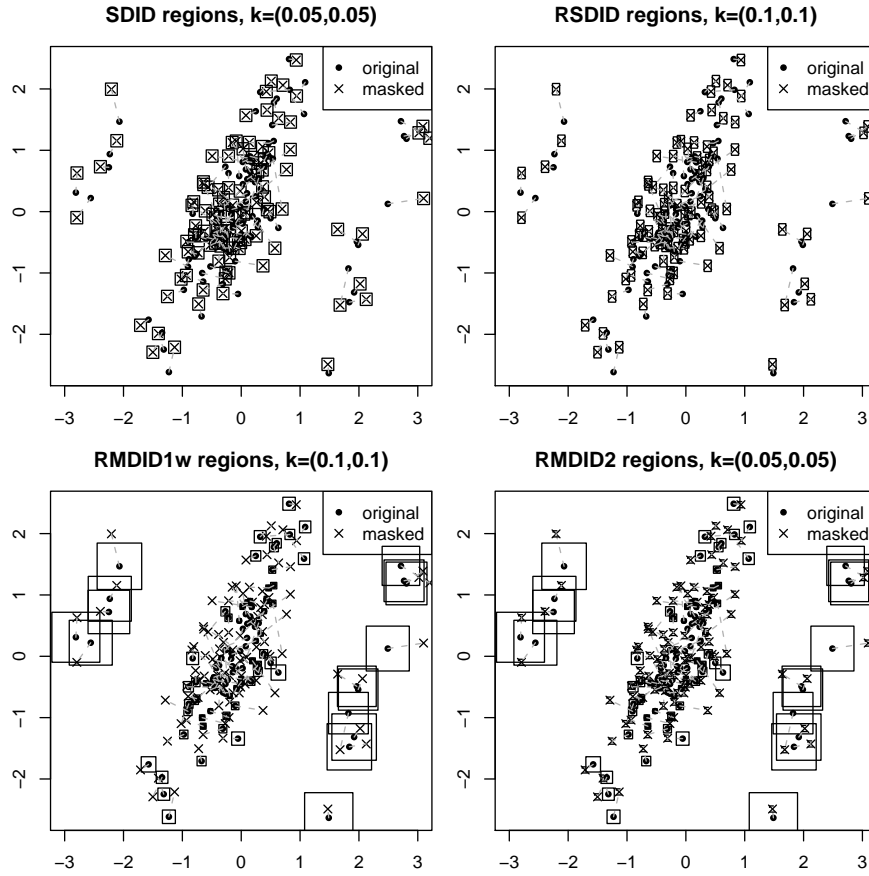 SDID regions, k=(0.05,0.05)
original
masked
2
1
0
−1
−2
−3 −2 −1 0 1 2 3
RSDID regions, k=(0.1,0.1)
original
masked
2
1
0
−1
−2
−3 −2 −1 0 1 2 3
RMDID1w regions, k=(0.1,0.1)
original
masked
2
1
0
−1
−2
−3 −2 −1 0 1 2 3
RMDID2 regions, k=(0.05,0.05)
original
masked
2
1
0
−1
−2
−3 −2 −1 0 1 2 3